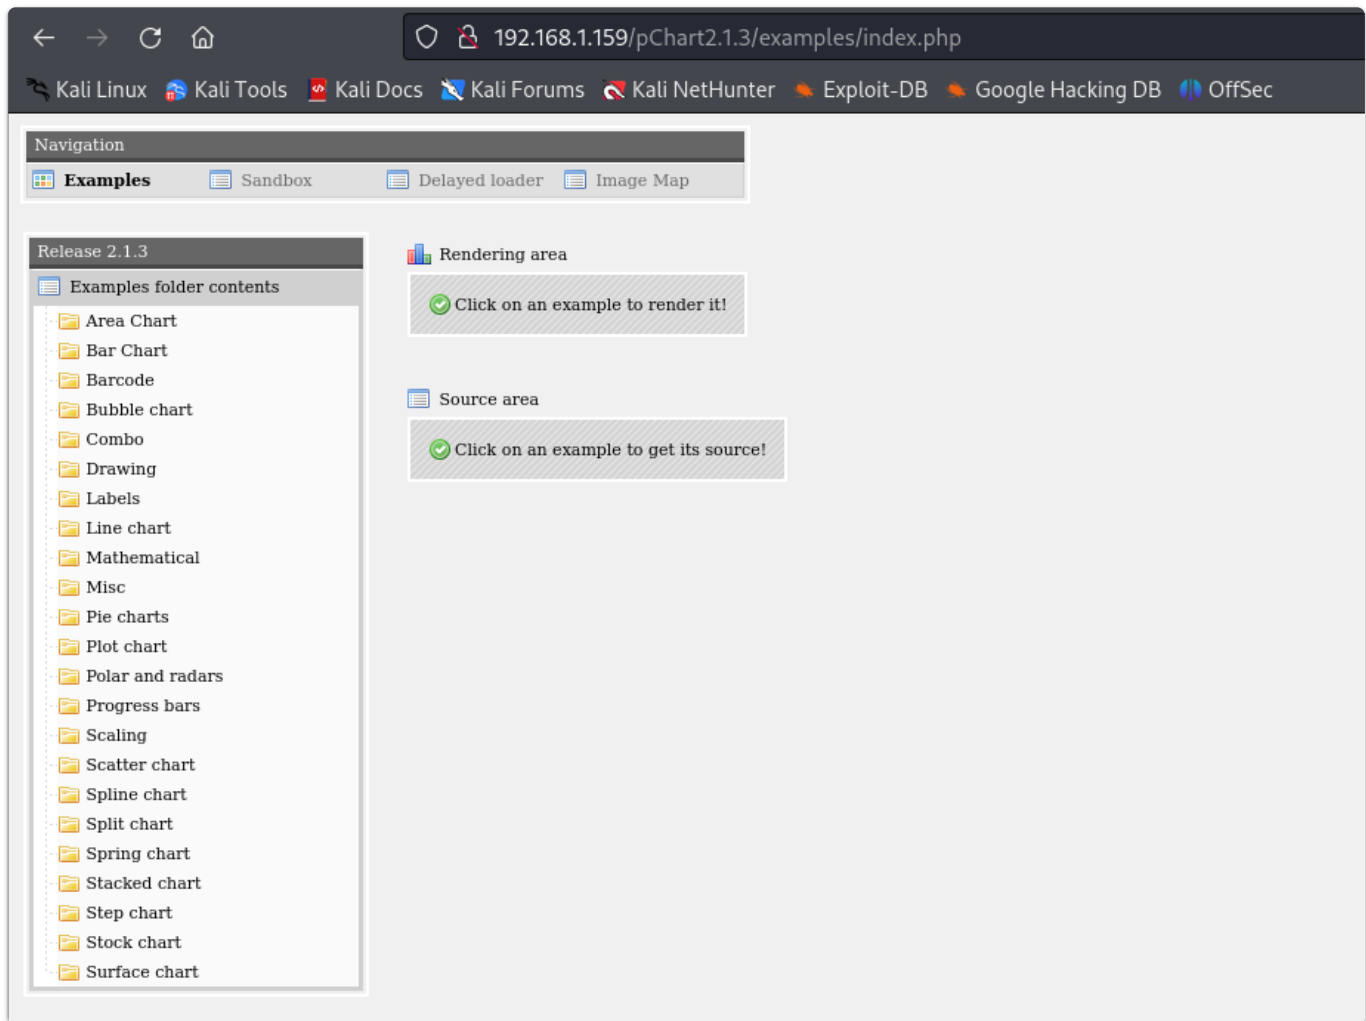 192.168.1.159/pChart2.1.3/examples/index.php
Kali Linux Kali Tools Kali Docs Kali Forums Kali NetHunter Exploit-DB Google Hacking DB OffSec
Navigation
Examples Sandbox Delayed loader Image Map
Release 2.1.3
Examples folder contents
Area Chart
Bar Chart
Barcode
Bubble chart
Combo
Drawing
Labels
Line chart
Mathematical
Misc
Pie charts
Plot chart
Polar and radars
Progress bars
Scaling
Scatter chart
Spline chart
Split chart
Spring chart
Stacked chart
Step chart
Stock chart
Surface chart
Rendering area
Click on an example to render it!
Source area
Click on an example to get its source!